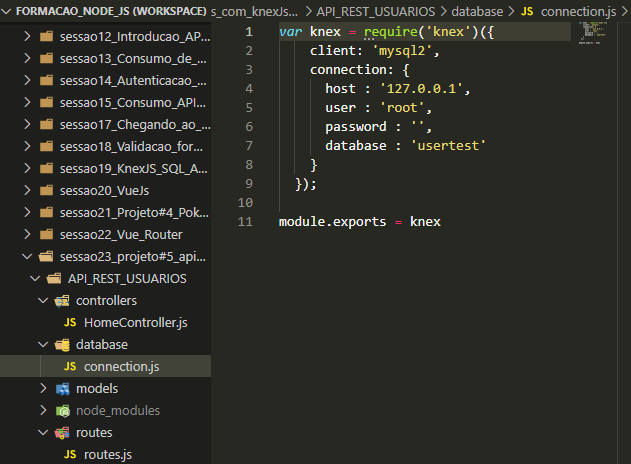 FORMACAO_NODE_JS (WORKSPACE)
sessao12_Introducao_AP...
sessao13_Consumo_de_...
sessao14_Autenticacao_...
sessao15_Consumo_API...
sessao17_Chegando_ao_...
sessao18_Validacao_for...
sessao19_KnexJS_SQL_A...
sessao20_VueJs
sessao21_Projeto#4_Pok...
sessao22_Vue_Router
sessao23_projeto#5_api...
API_REST_USUARIOS
controllers
JS HomeController.js
database
JS connection.js
models
node_modules
routes
JS routes.js
s_com_knexJs... > API_REST_USUARIOS > database > JS connection.js > ...
1 var knex = require('knex')({
2 client: 'mysql2',
3 connection: {
4 host : '127.0.0.1',
5 user : 'root',
6 password : '',
7 database : 'usertest'
8 }
9 });
10
11 module.exports = knex